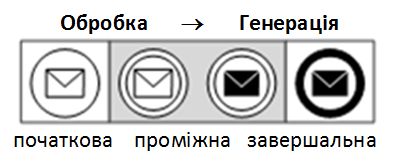 Обробка → Генерація
початкова проміжна завершальна